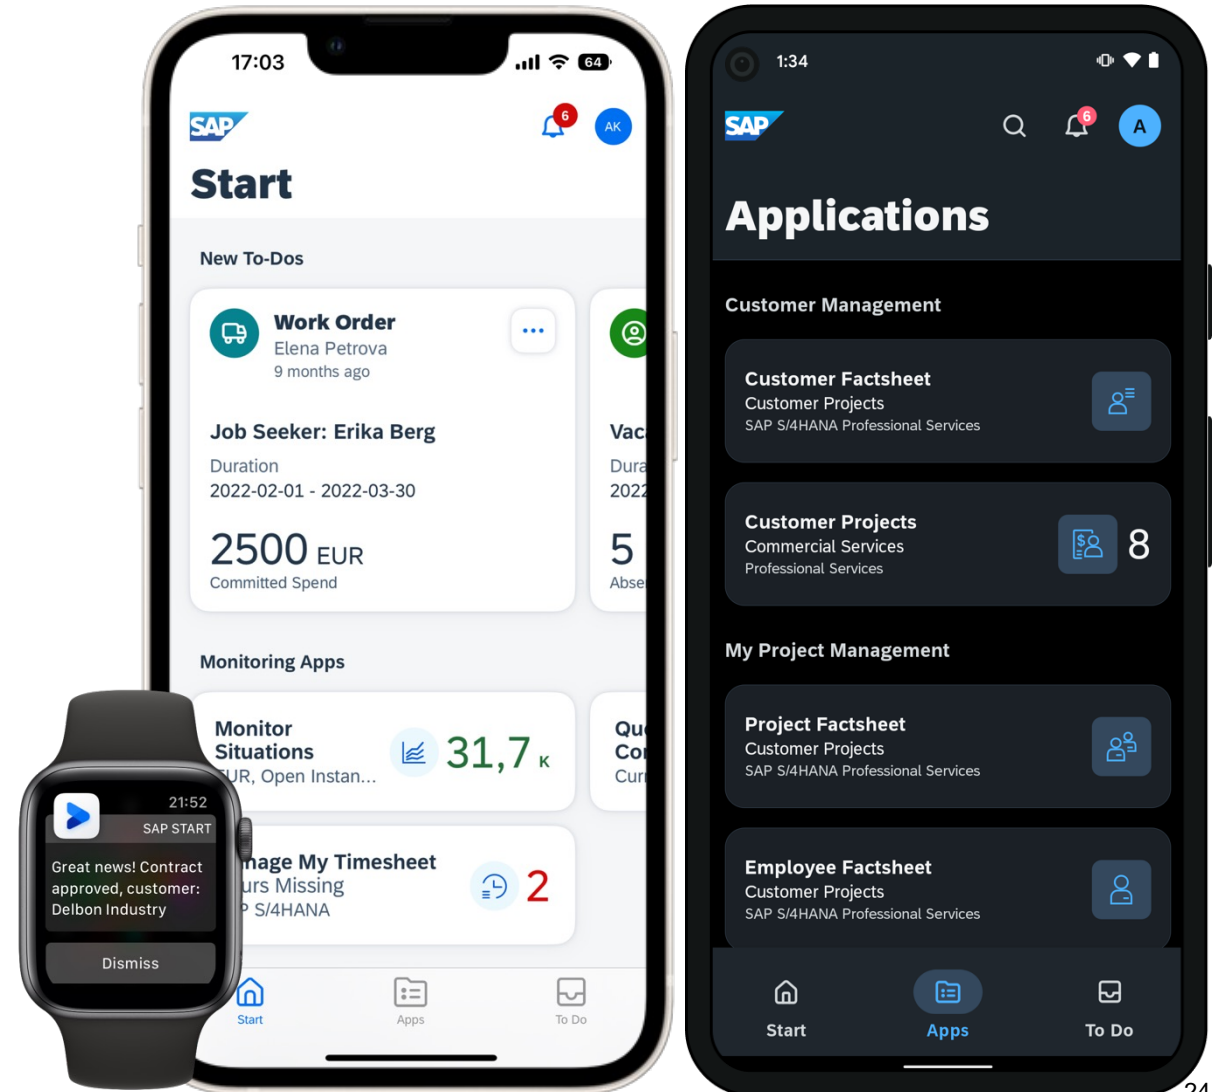 17:03
64
SAP
6
AK
Start
New To-Dos
Work Order
Elena Petrova
9 months ago
Job Seeker: Erika Berg
Duration
2022-02-01 - 2022-03-30
2500 EUR
Committed Spend
5
Monitoring Apps
Monitor
Situations
Open Instan...
31,7 K
My Timesheet
Missing
S/4HANA
2
Start
Apps
To Do
21:52
SAP START
Great news! Contract
approved, customer:
Delbon Industry
Dismiss
1:34
SAP
6
A
Applications
Customer Management
Customer Factsheet
Customer Projects
SAP S/4HANA Professional Services
Customer Projects
Commercial Services
Professional Services
8
My Project Management
Project Factsheet
Customer Projects
SAP S/4HANA Professional Services
Employee Factsheet
Customer Projects
SAP S/4HANA Professional Services
Start
Apps
To Do